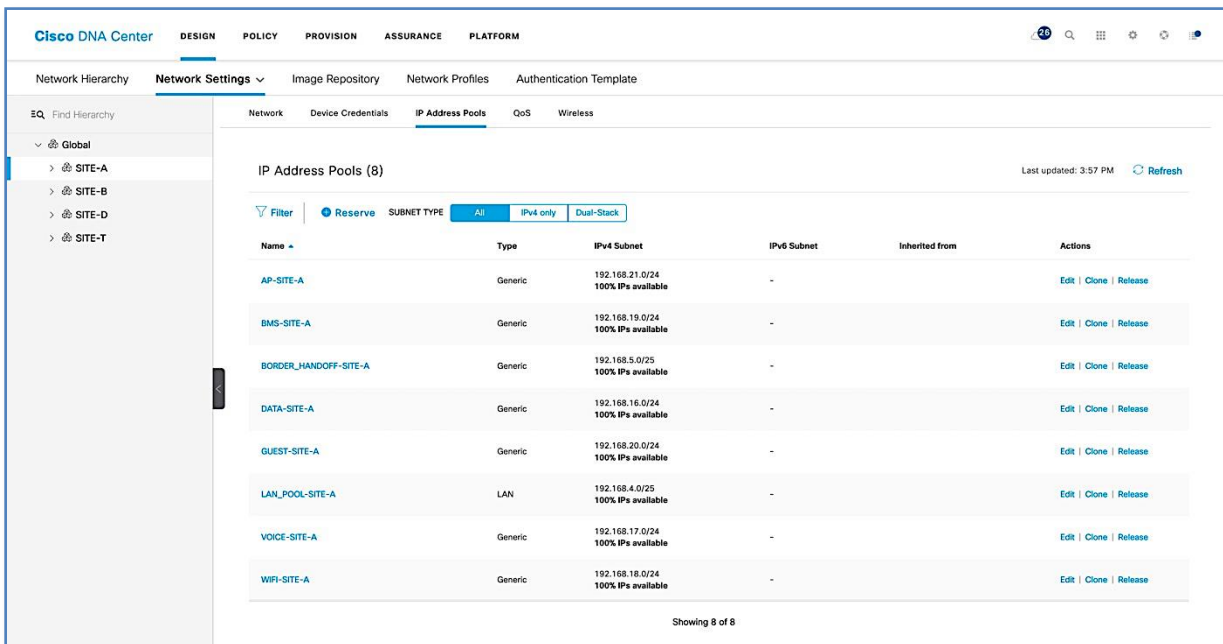 Cisco DNA Center DESIGN POLICY PROVISION ASSURANCE PLATFORM 26
Network Hierarchy Network Settings Image Repository Network Profiles Authentication Template
Find Hierarchy
Global
SITE-A
SITE-B
SITE-D
SITE-T
Network Device Credentials IP Address Pools QoS Wireless
IP Address Pools (8) Last updated: 3:57 PM Refresh
Filter Reserve SUBNET TYPE All IPv4 only Dual-Stack
Name Type IPv4 Subnet IPv6 Subnet Inherited from Actions
AP-SITE-A Generic 192.168.21.0/24 - Edit | Clone | Release
100% IPs available
BMS-SITE-A Generic 192.168.19.0/24 - Edit | Clone | Release
100% IPs available
BORDER_HANDOFF-SITE-A Generic 192.168.5.0/25 - Edit | Clone | Release
100% IPs available
DATA-SITE-A Generic 192.168.16.0/24 - Edit | Clone | Release
100% IPs available
GUEST-SITE-A Generic 192.168.20.0/24 - Edit | Clone | Release
100% IPs available
LAN_POOL-SITE-A LAN 192.168.4.0/25 - Edit | Clone | Release
100% IPs available
VOICE-SITE-A Generic 192.168.17.0/24 - Edit | Clone | Release
100% IPs available
WIFI-SITE-A Generic 192.168.18.0/24 - Edit | Clone | Release
100% IPs available
Showing 8 of 8